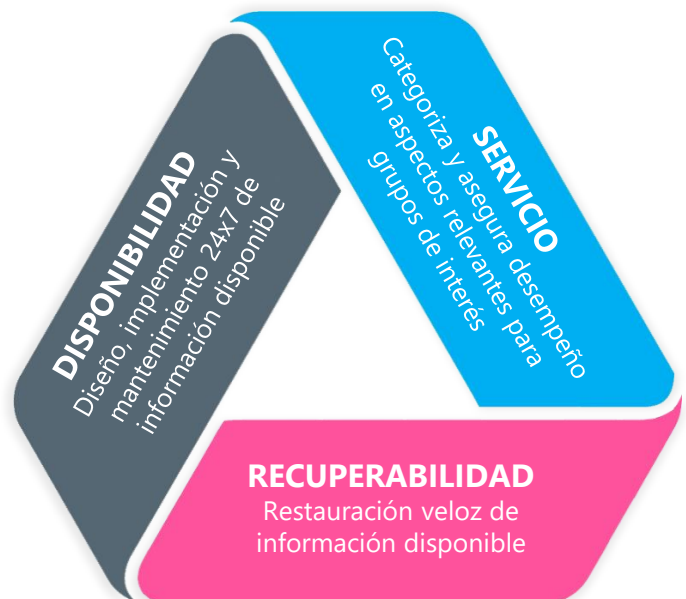 DISPONIBILIDAD
Diseño, implementación y
mantenimiento 24x7 de
información disponible
SERVICIO
Categoriza y asegura desempeño
en aspectos relevantes para
grupos de interés
RECUPERABILIDAD
Restauración veloz de
información disponible